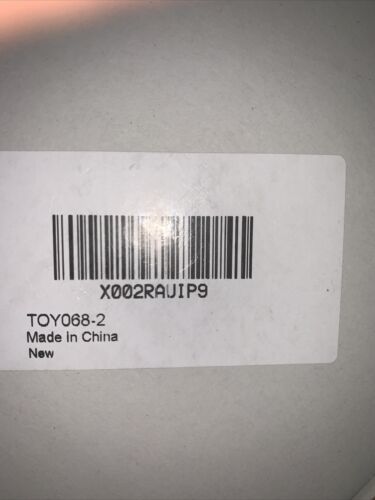 X002RAUIP9
TOY068-2
Made in China
New